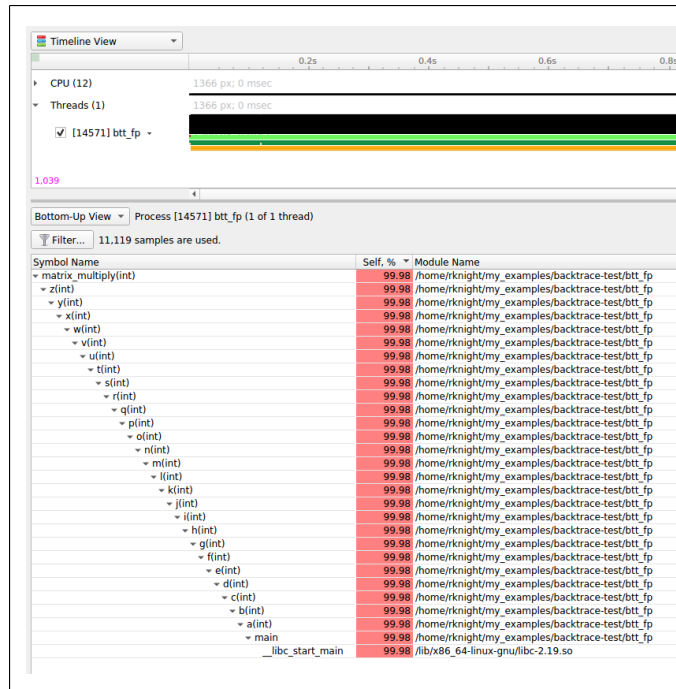 Timeline View
0.2s 0.4s 0.6s 0.8s
CPU (12) 1366 px; 0 msec
Threads (1) 1366 px; 0 msec
[14571] btt_fp
1,039
Bottom-Up View Process [14571] btt_fp (1 of 1 thread)
Filter... 11,119 samples are used.
Symbol Name Self, % Module Name
matrix_multiply(int) 99.98 /home/rknight/my_examples/backtrace-test/btt_fp
z(int) 99.98 /home/rknight/my_examples/backtrace-test/btt_fp
y(int) 99.98 /home/rknight/my_examples/backtrace-test/btt_fp
x(int) 99.98 /home/rknight/my_examples/backtrace-test/btt_fp
w(int) 99.98 /home/rknight/my_examples/backtrace-test/btt_fp
v(int) 99.98 /home/rknight/my_examples/backtrace-test/btt_fp
u(int) 99.98 /home/rknight/my_examples/backtrace-test/btt_fp
t(int) 99.98 /home/rknight/my_examples/backtrace-test/btt_fp
s(int) 99.98 /home/rknight/my_examples/backtrace-test/btt_fp
r(int) 99.98 /home/rknight/my_examples/backtrace-test/btt_fp
q(int) 99.98 /home/rknight/my_examples/backtrace-test/btt_fp
p(int) 99.98 /home/rknight/my_examples/backtrace-test/btt_fp
o(int) 99.98 /home/rknight/my_examples/backtrace-test/btt_fp
n(int) 99.98 /home/rknight/my_examples/backtrace-test/btt_fp
m(int) 99.98 /home/rknight/my_examples/backtrace-test/btt_fp
l(int) 99.98 /home/rknight/my_examples/backtrace-test/btt_fp
k(int) 99.98 /home/rknight/my_examples/backtrace-test/btt_fp
j(int) 99.98 /home/rknight/my_examples/backtrace-test/btt_fp
i(int) 99.98 /home/rknight/my_examples/backtrace-test/btt_fp
h(int) 99.98 /home/rknight/my_examples/backtrace-test/btt_fp
g(int) 99.98 /home/rknight/my_examples/backtrace-test/btt_fp
f(int) 99.98 /home/rknight/my_examples/backtrace-test/btt_fp
e(int) 99.98 /home/rknight/my_examples/backtrace-test/btt_fp
d(int) 99.98 /home/rknight/my_examples/backtrace-test/btt_fp
c(int) 99.98 /home/rknight/my_examples/backtrace-test/btt_fp
b(int) 99.98 /home/rknight/my_examples/backtrace-test/btt_fp
a(int) 99.98 /home/rknight/my_examples/backtrace-test/btt_fp
main 99.98 /home/rknight/my_examples/backtrace-test/btt_fp
__libc_start_main 99.98 /lib/x86_64-linux-gnu/libc-2.19.so